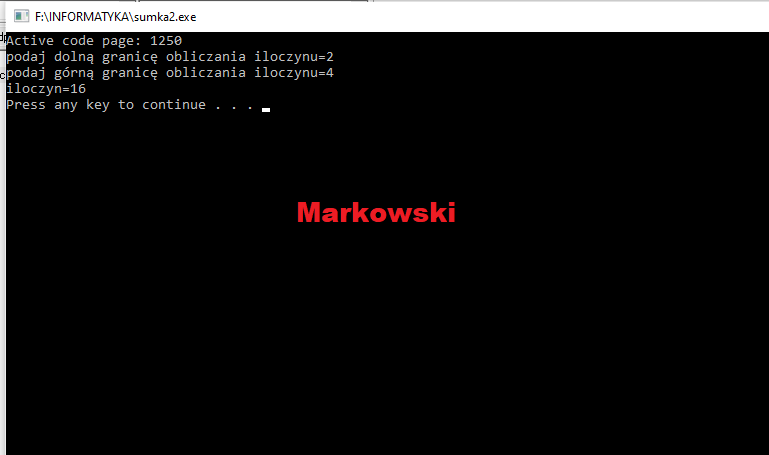 F:\INFORMATYKA\sumka2.exe
Active code page: 1250
podaj dolną granicę obliczania iloczynu=2
podaj górną granicę obliczania iloczynu=4
iloczyn=16
Press any key to continue . . .
Markowski